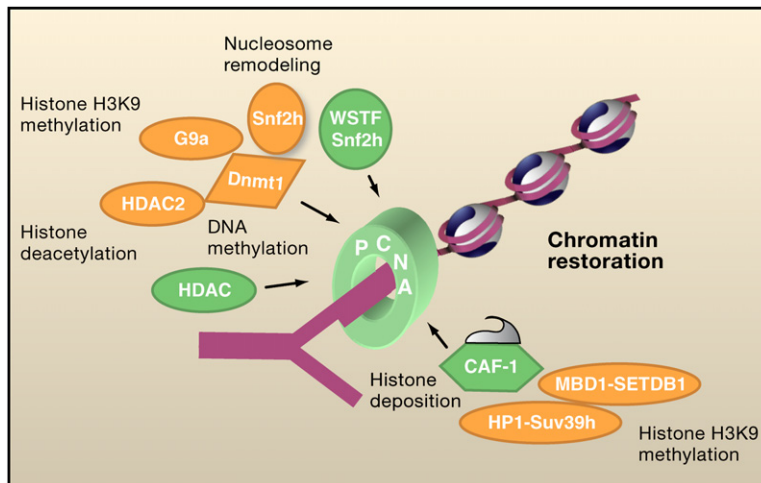 Nucleosome
remodeling
Histone H3K9
methylation
Snf2h
WSTF
Snf2h
G9a
Dnmt1
HDAC2
Histone
deacetylation
DNA
methylation
PCNA
HDAC
Chromatin
restoration
CAF-1
Histone
deposition
MBD1-SETDB1
HP1-Suv39h
Histone H3K9
methylation